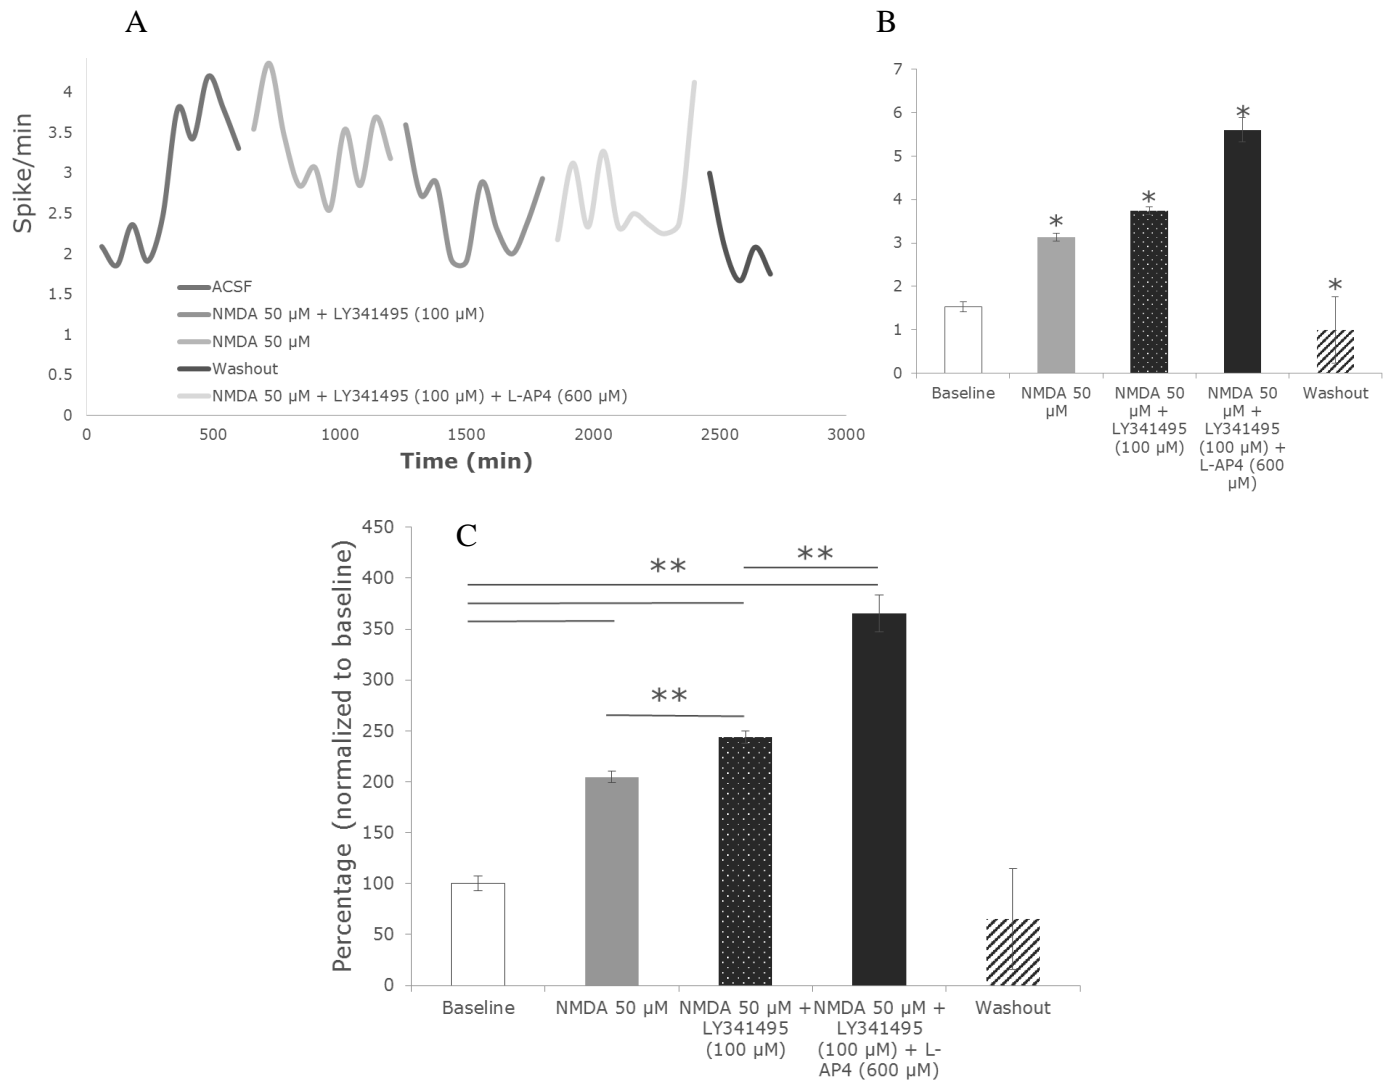 A
Spike/min
4
3.5
3
2.5
2
1.5
1
0.5
0
ACSF
NMDA 50 µM + LY341495 (100 µM)
NMDA 50 µM
Washout
NMDA 50 µM + LY341495 (100 µM) + L-AP4 (600 µM)
0 500 1000 1500 2000 2500 3000
Time (min)
B
7
6
5
4
3
2
1
0
*
*
*
*
Baseline
NMDA 50
µM
NMDA 50
µM +
LY341495
(100 µM)
NMDA 50
µM +
LY341495
(100 µM) +
L-AP4 (600
µM)
Washout
C
Percentage (normalized to baseline)
450
400
350
300
250
200
150
100
50
0
**
**
**
Baseline
NMDA 50 µM
NMDA 50 µM +
LY341495
(100 µM)
NMDA 50 µM +
LY341495
(100 µM) + L-
AP4 (600 µM)
Washout